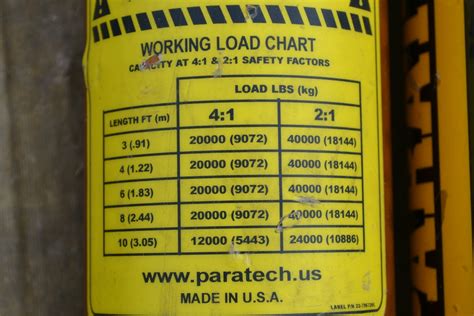 WORKING LOAD CHART
CAPACITY AT 4:1 & 2:1 SAFETY FACTORS
LOAD LBS (kg)
LENGTH FT (m) 4:1 2:1
3 (.91) 20000 (9072) 40000 (18144)
4 (1.22) 20000 (9072) 40000 (18144)
6 (1.83) 20000 (9072) 40000 (18144)
8 (2.44) 20000 (9072) 40000 (18144)
10 (3.05) 12000 (5443) 24000 (10886)
www.paratech.us
MADE IN U.S.A.
LABEL P/N